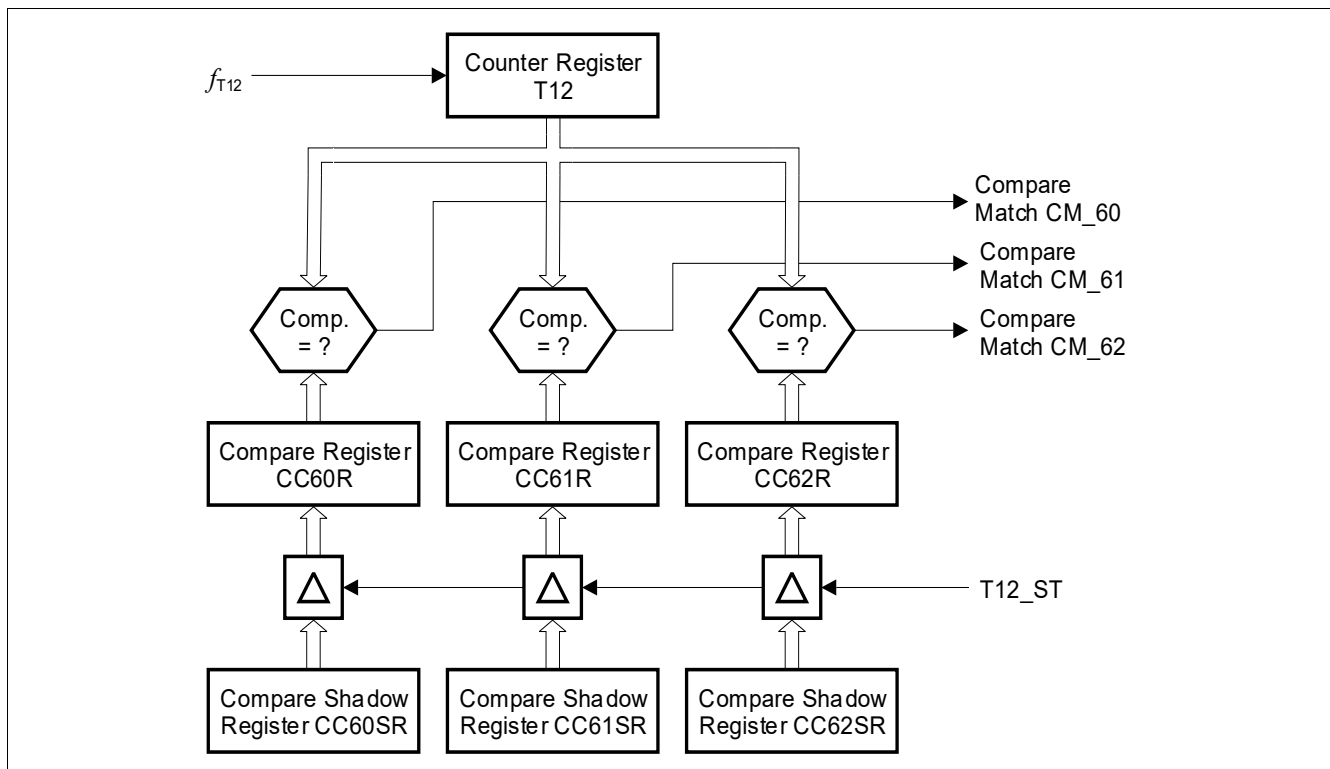 Counter Register
T12
fT12
Compare
Match CM_60
Compare
Match CM_61
Compare
Match CM_62
Comp.
= ?
Comp.
= ?
Comp.
= ?
Compare Register
CC60R
Compare Register
CC61R
Compare Register
CC62R
T12_ST
Compare Shadow
Register CC60SR
Compare Shadow
Register CC61SR
Compare Shadow
Register CC62SR